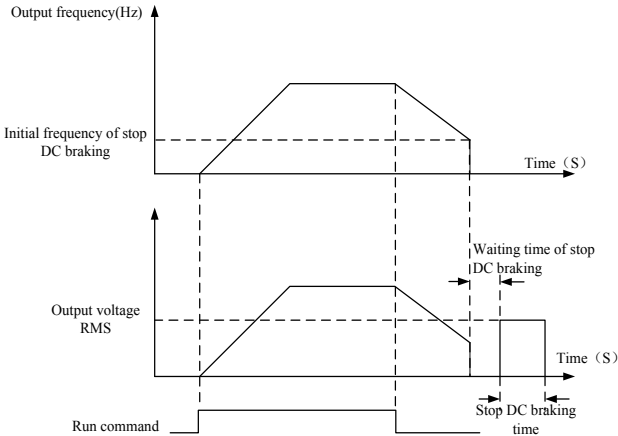 Output frequency(Hz)
Initial frequency of stop
DC braking
Time（S）
Waiting time of stop
DC braking
Output voltage
RMS
Time（S）
Stop DC braking
time
Run command